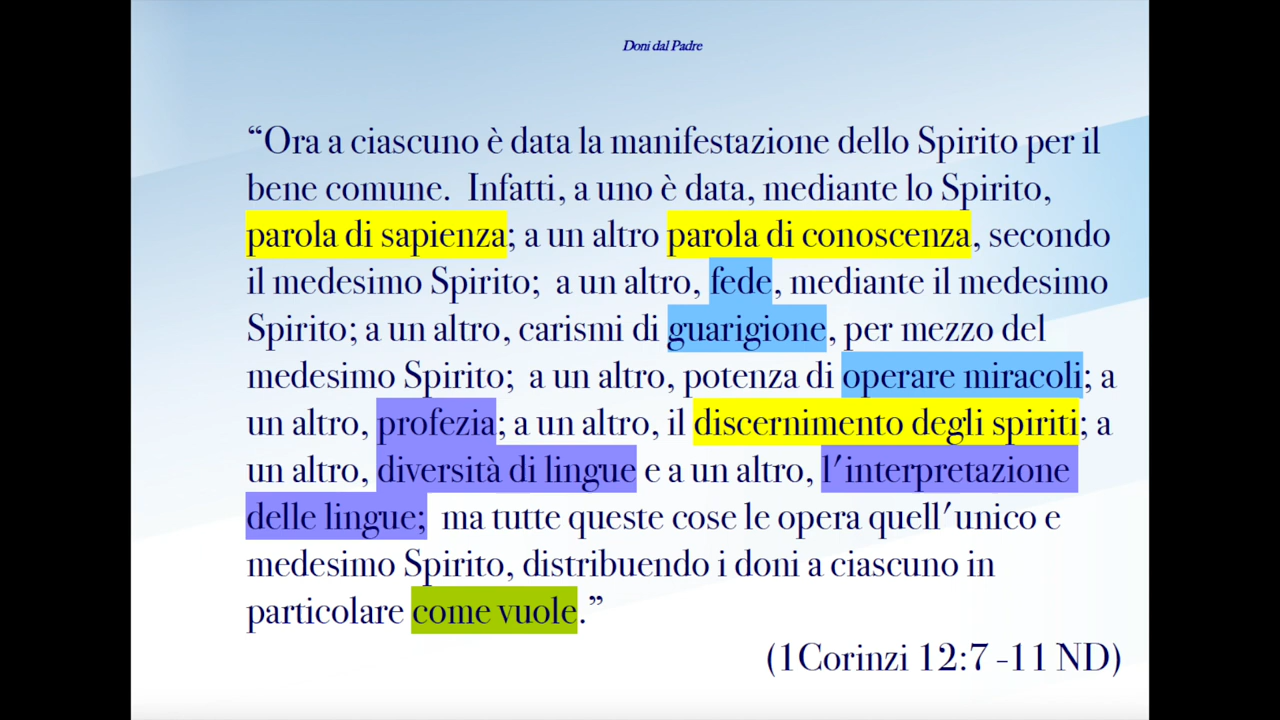 Doni dal Padre
“Ora a ciascuno è data la manifestazione dello Spirito per il
bene comune.  Infatti, a uno è data, mediante lo Spirito,
parola di sapienza; a un altro parola di conoscenza, secondo
il medesimo Spirito;  a un altro, fede, mediante il medesimo
Spirito; a un altro, carismi di guarigione, per mezzo del
medesimo Spirito;  a un altro, potenza di operare miracoli; a
un altro, profezia; a un altro, il discernimento degli spiriti; a
un altro, diversità di lingue e a un altro, l'interpretazione
delle lingue;  ma tutte queste cose le opera quell'unico e
medesimo Spirito, distribuendo i doni a ciascuno in
particolare come vuole.”
(1Corinzi 12:7 -11 ND)